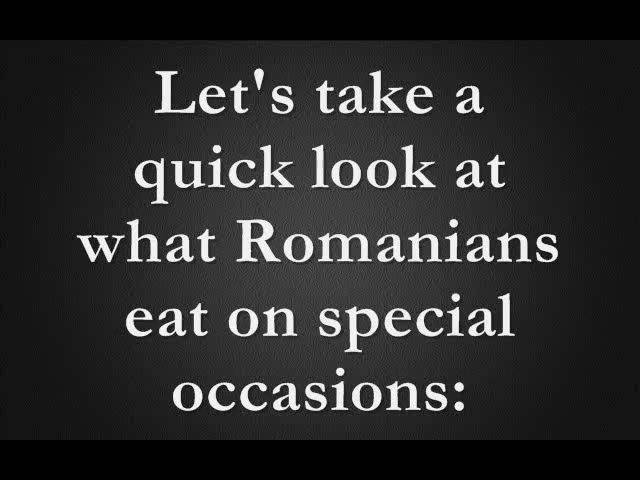 Let's take a
quick look at
what Romanians
eat on special
occasions: